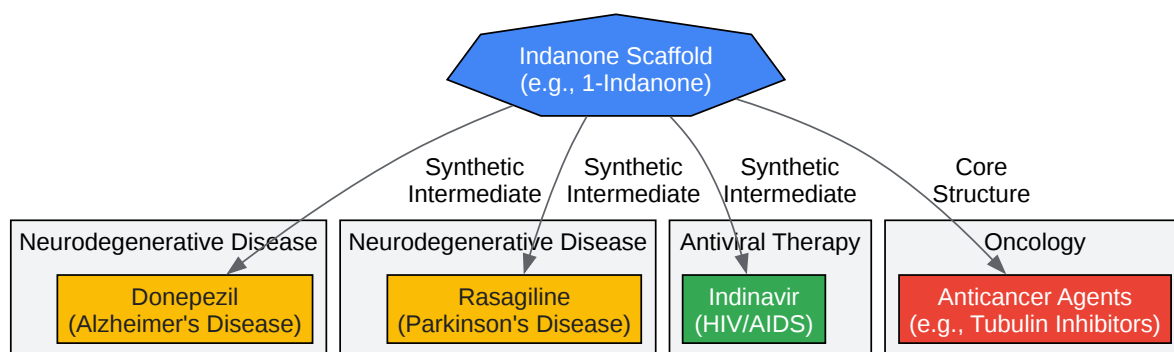 Indanone Scaffold
(e.g., 1-Indanone)
Synthetic
Intermediate
Synthetic
Intermediate
Synthetic
Intermediate
Core
Structure
Neurodegenerative Disease
Donepezil
(Alzheimer's Disease)
Neurodegenerative Disease
Rasagiline
(Parkinson's Disease)
Antiviral Therapy
Indinavir
(HIV/AIDS)
Oncology
Anticancer Agents
(e.g., Tubulin Inhibitors)